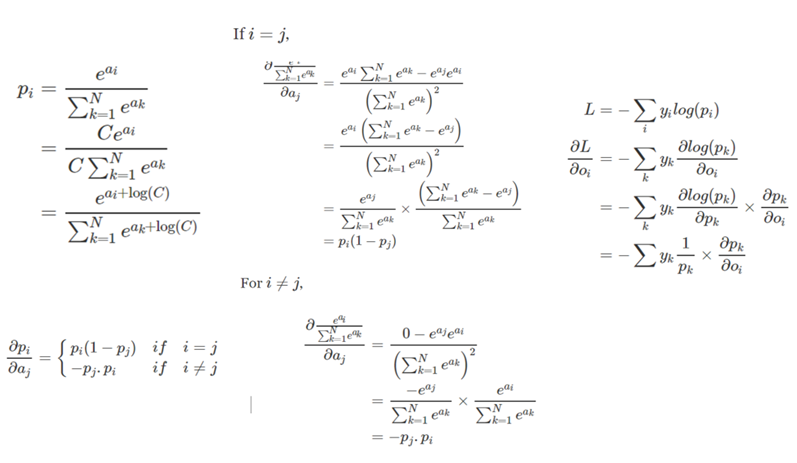 If i = j,
p_i = \frac{e^{a_i}}{\sum_{k=1}^{N} e^{a_k}}
= \frac{C e^{a_i}}{C \sum_{k=1}^{N} e^{a_k}}
= \frac{e^{a_i + \log(C)}}{\sum_{k=1}^{N} e^{a_k + \log(C)}}
\frac{\partial \frac{e}{\sum_{k=1}^{N} e^{a_k}}}{\partial a_j} = \frac{e^{a_i} \sum_{k=1}^{N} e^{a_k} - e^{a_j} e^{a_i}}{\left( \sum_{k=1}^{N} e^{a_k} \right)^2}
= \frac{e^{a_i} \left( \sum_{k=1}^{N} e^{a_k} - e^{a_j} \right)}{\left( \sum_{k=1}^{N} e^{a_k} \right)^2}
= \frac{e^{a_j}}{\sum_{k=1}^{N} e^{a_k}} \times \frac{\left( \sum_{k=1}^{N} e^{a_k} - e^{a_j} \right)}{\sum_{k=1}^{N} e^{a_k}}
= p_i(1 - p_j)
L = - \sum_i y_i log(p_i)
\frac{\partial L}{\partial o_i} = - \sum_k y_k \frac{\partial log(p_k)}{\partial o_i}
= - \sum_k y_k \frac{\partial log(p_k)}{\partial p_k} \times \frac{\partial p_k}{\partial o_i}
= - \sum y_k \frac{1}{p_k} \times \frac{\partial p_k}{\partial o_i}
For i ≠ j,
\frac{\partial p_i}{\partial a_j} = \begin{cases} p_i(1 - p_j) & if \quad i = j \\ -p_j . p_i & if \quad i \neq j \end{cases}
\frac{\partial \frac{e^{a_i}}{\sum_{k=1}^{N} e^{a_k}}}{\partial a_j} = \frac{0 - e^{a_j} e^{a_i}}{\left( \sum_{k=1}^{N} e^{a_k} \right)^2}
= \frac{-e^{a_j}}{\sum_{k=1}^{N} e^{a_k}} \times \frac{e^{a_i}}{\sum_{k=1}^{N} e^{a_k}}
= -p_j . p_i